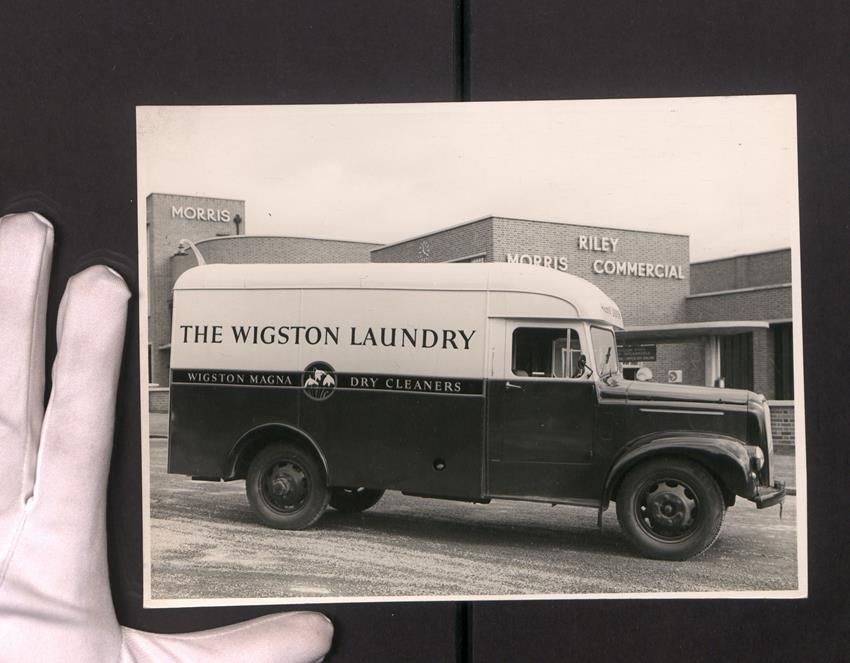 MORRIS
RILEY
MORRIS COMMERCIAL
THE WIGSTON LAUNDRY
WIGSTON MAGNA DRY CLEANERS